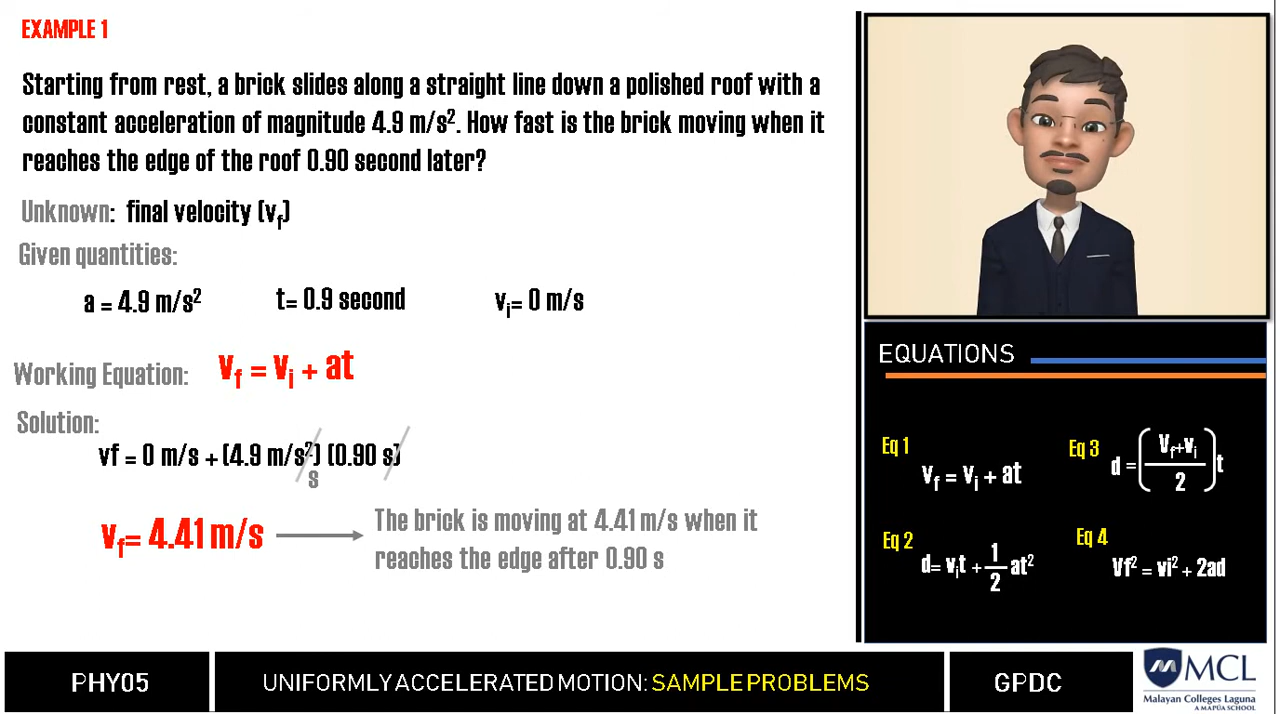 EXAMPLE 1
Starting from rest, a brick slides along a straight line down a polished roof with a
constant acceleration of magnitude 4.9 m/s². How fast is the brick moving when it
reaches the edge of the roof 0.90 second later?
Unknown: final velocity (vf)
Given quantities:
a = 4.9 m/s² t= 0.9 second vi= 0 m/s
Working Equation: vf = vi + at
Solution:
vf = 0 m/s + (4.9 m/s²) (0.90 s)
s
vf= 4.41 m/s
The brick is moving at 4.41 m/s when it
reaches the edge after 0.90 s
EQUATIONS
Eq 1
vf = vi + at
Eq 2
d= vit + 1/2 at²
Eq 3
d = (Vf+vi / 2) t
Eq 4
Vf² = vi² + 2ad
PHY05
UNIFORMLY ACCELERATED MOTION: SAMPLE PROBLEMS
GPDC
MCL
Malayan Colleges Laguna
A MAPÚA SCHOOL